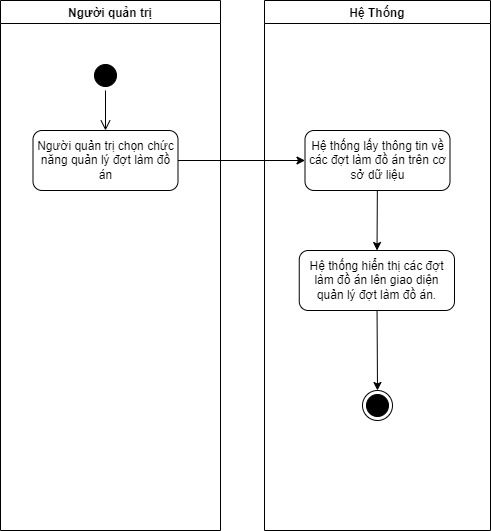 Người quản trị
Hệ Thống
Người quản trị chọn chức
năng quản lý đợt làm đồ
án
Hệ thống lấy thông tin về
các đợt làm đồ án trên cơ
sở dữ liệu
Hệ thống hiển thị các đợt
làm đồ án lên giao diện
quản lý đợt làm đồ án.